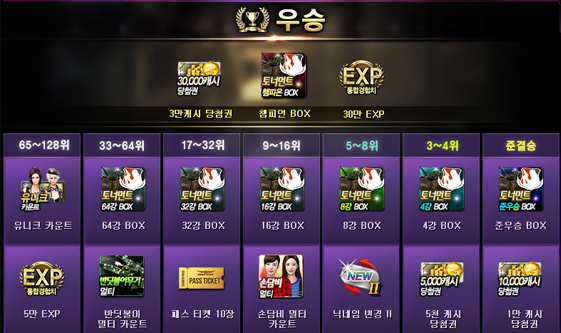 우승
30,000캐시
당첨권
토너먼트
챔피온 BOX
EXP
통합경험치
3만캐시 당첨권
챔피언 BOX
30만 EXP
65~128위
33~64위
17~32위
9~16위
5~8위
3~4위
준결승
유니크
카운트
토너먼트
64강 BOX
토너먼트
32강 BOX
토너먼트
16강 BOX
토너먼트
8강 BOX
토너먼트
4강 BOX
토너먼트
준우승 BOX
유니크 카운트
64강 BOX
32강 BOX
16강 BOX
8강 BOX
4강 BOX
준우승 BOX
EXP
통합경험치
멀티
PASS TICKET
손담비
멀티
NEW
II
5,000캐시
당첨권
10,000캐시
당첨권
5만 EXP
반딧불이
멀티 카운트
패스 티켓 10장
손담비 멀티
카운트
닉네임 변경 II
5천 캐시
당첨권
1만 캐시
당첨권